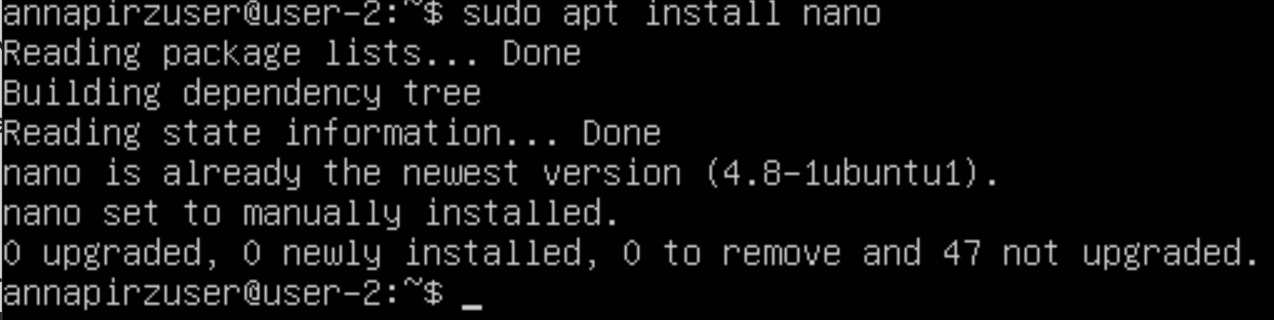 annapirzuser@user-2:~$ sudo apt install nano
Reading package lists... Done
Building dependency tree
Reading state information... Done
nano is already the newest version (4.8-1ubuntu1).
nano set to manually installed.
0 upgraded, 0 newly installed, 0 to remove and 47 not upgraded.
annapirzuser@user-2:~$ _